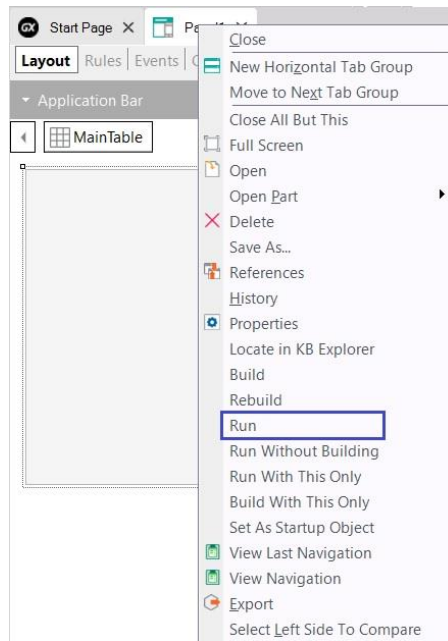 GX Start Page X
Layout Rules Events
Application Bar
MainTable
Close
New Horizontal Tab Group
Move to Next Tab Group
Close All But This
Full Screen
Open
Open Part
Delete
Save As...
References
History
Properties
Locate in KB Explorer
Build
Rebuild
Run
Run Without Building
Run With This Only
Build With This Only
Set As Startup Object
View Last Navigation
View Navigation
Export
Select Left Side To Compare